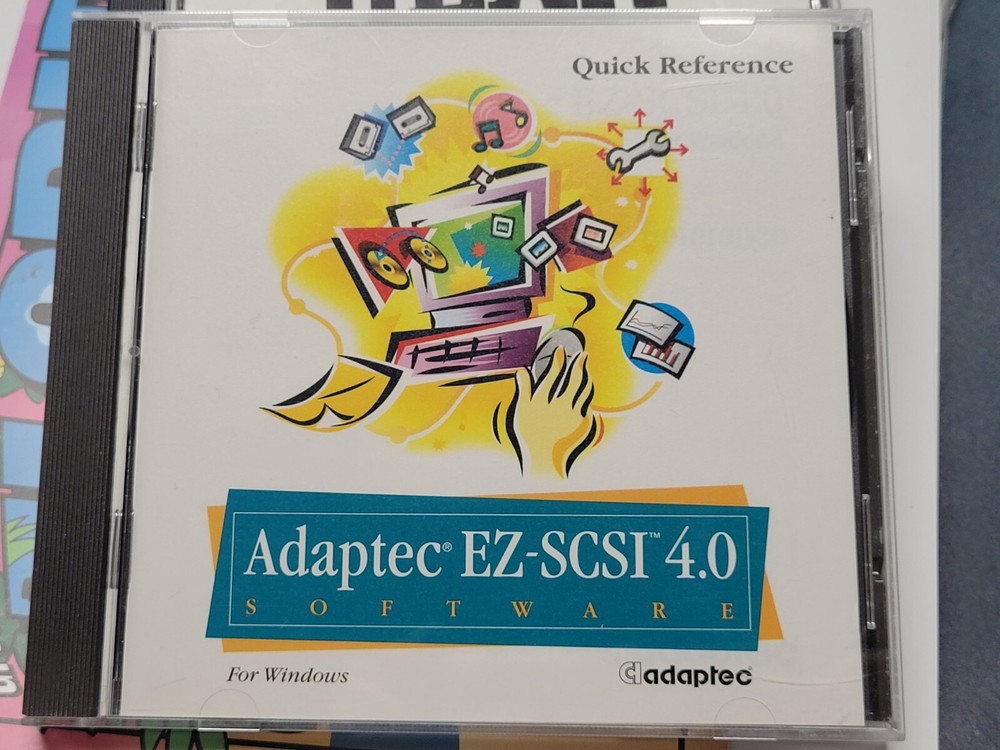 Quick Reference
Adaptec® EZ-SCSI™ 4.0
SOFTWARE
For Windows
adaptec